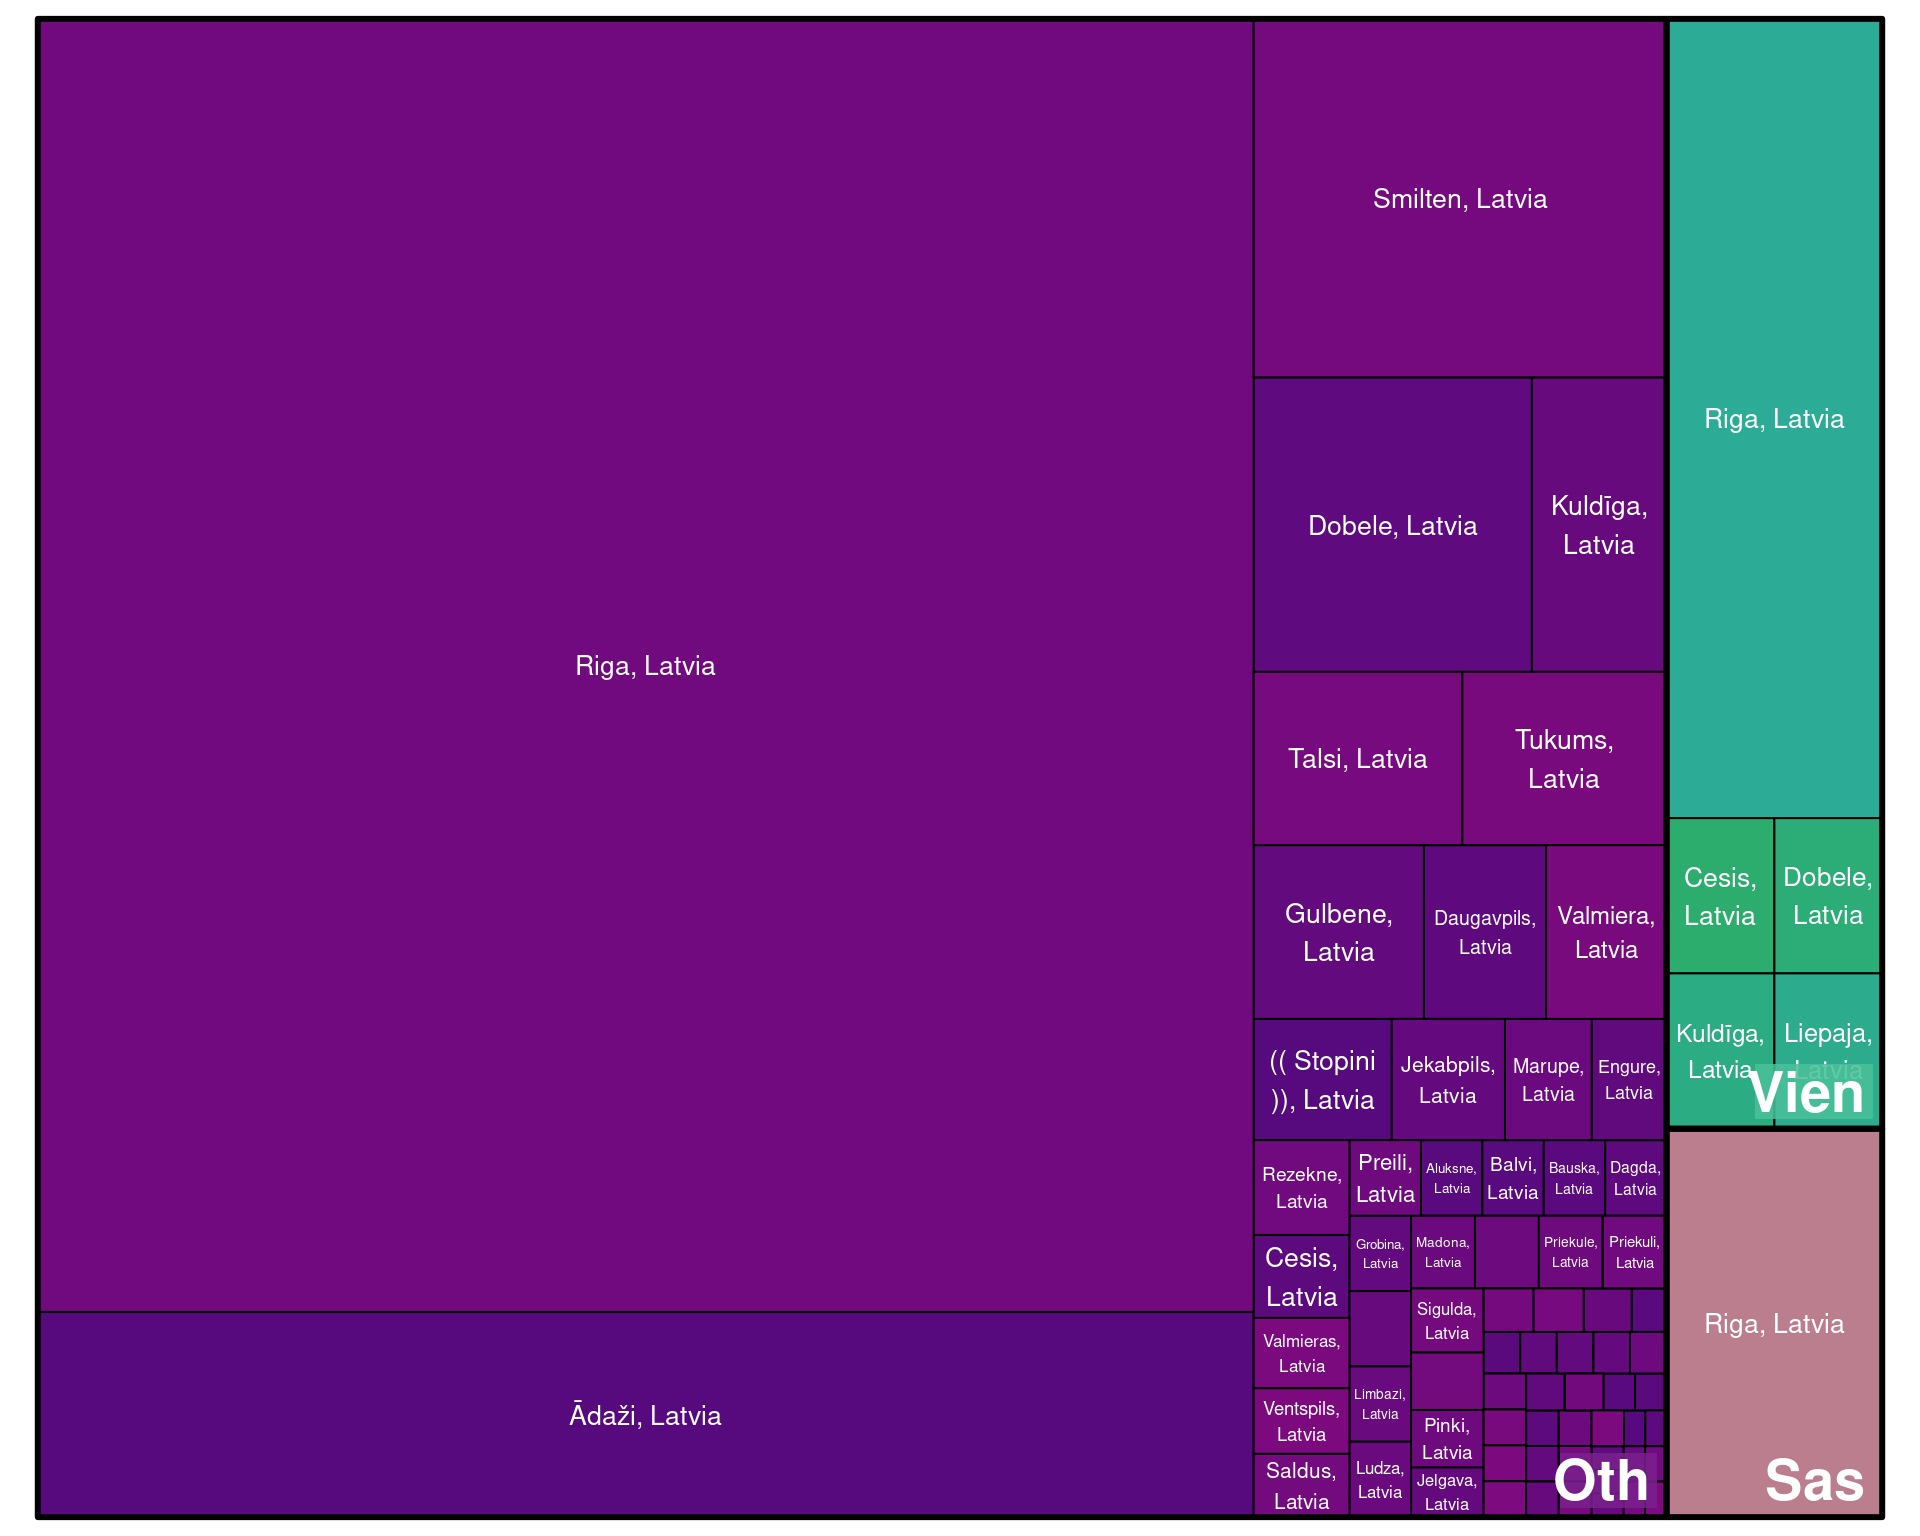 Riga, Latvia
Ādaži, Latvia
Smilten, Latvia
Dobele, Latvia
Kuldīga,
Latvia
Talsi, Latvia
Tukums,
Latvia
Gulbene,
Latvia
Daugavpils,
Latvia
Valmiera,
Latvia
(( Stopini
)), Latvia
Jekabpils,
Latvia
Marupe,
Latvia
Engure,
Latvia
Rezekne,
Latvia
Cesis,
Latvia
Valmieras,
Latvia
Ventspils,
Latvia
Saldus,
Latvia
Preili,
Latvia
Aluksne,
Latvia
Balvi,
Latvia
Bauska,
Latvia
Dagda,
Latvia
Grobina,
Latvia
Madona,
Latvia
Priekule,
Latvia
Priekuli,
Latvia
Limbazi,
Latvia
Ludza,
Latvia
Sigulda,
Latvia
Pinki,
Latvia
Jelgava,
Latvia
Oth
Riga, Latvia
Cesis,
Latvia
Dobele,
Latvia
Kuldīga,
Latvia
Liepaja,
Latvia
Vien
Riga, Latvia
Sas